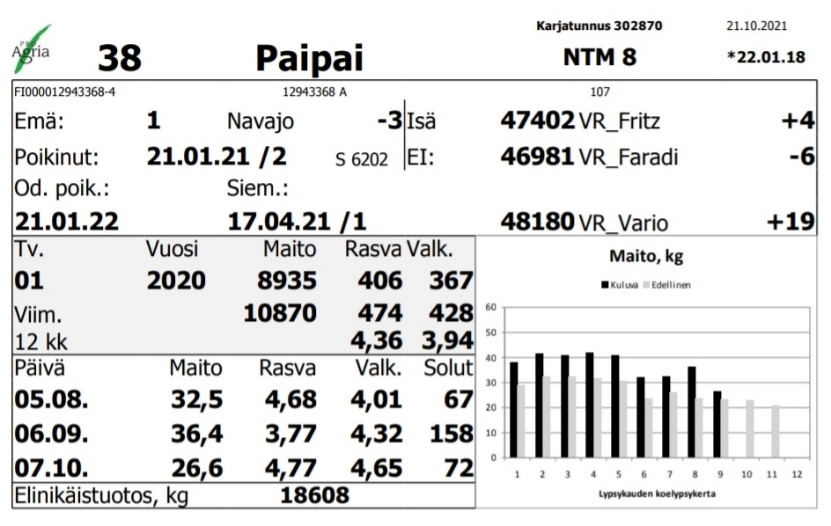 Karjatunnus 302870 21.10.2021
PRO Agria 38 Paipai NTM 8 *22.01.18
FI000012943368-4 12943368 A 107
Emä: 1 Navajo -3 Isä 47402 VR_Fritz +4
Poikinut: 21.01.21 /2 S 6202 EI: 46981 VR_Faradi -6
Od. poik.: Siem.:
21.01.22 17.04.21 /1 48180 VR_Vario +19
Tv. Vuosi Maito Rasva Valk.
01 2020 8935 406 367
Viim. 10870 474 428
12 kk 4,36 3,94
Päivä Maito Rasva Valk. Solut
05.08. 32,5 4,68 4,01 67
06.09. 36,4 3,77 4,32 158
07.10. 26,6 4,77 4,65 72
Elinikäistuotos, kg 18608
Maito, kg
Kuluva Edellinen
60
50
40
30
20
10
0
1 2 3 4 5 6 7 8 9 10 11 12
Lypsykauden koelypsykerta